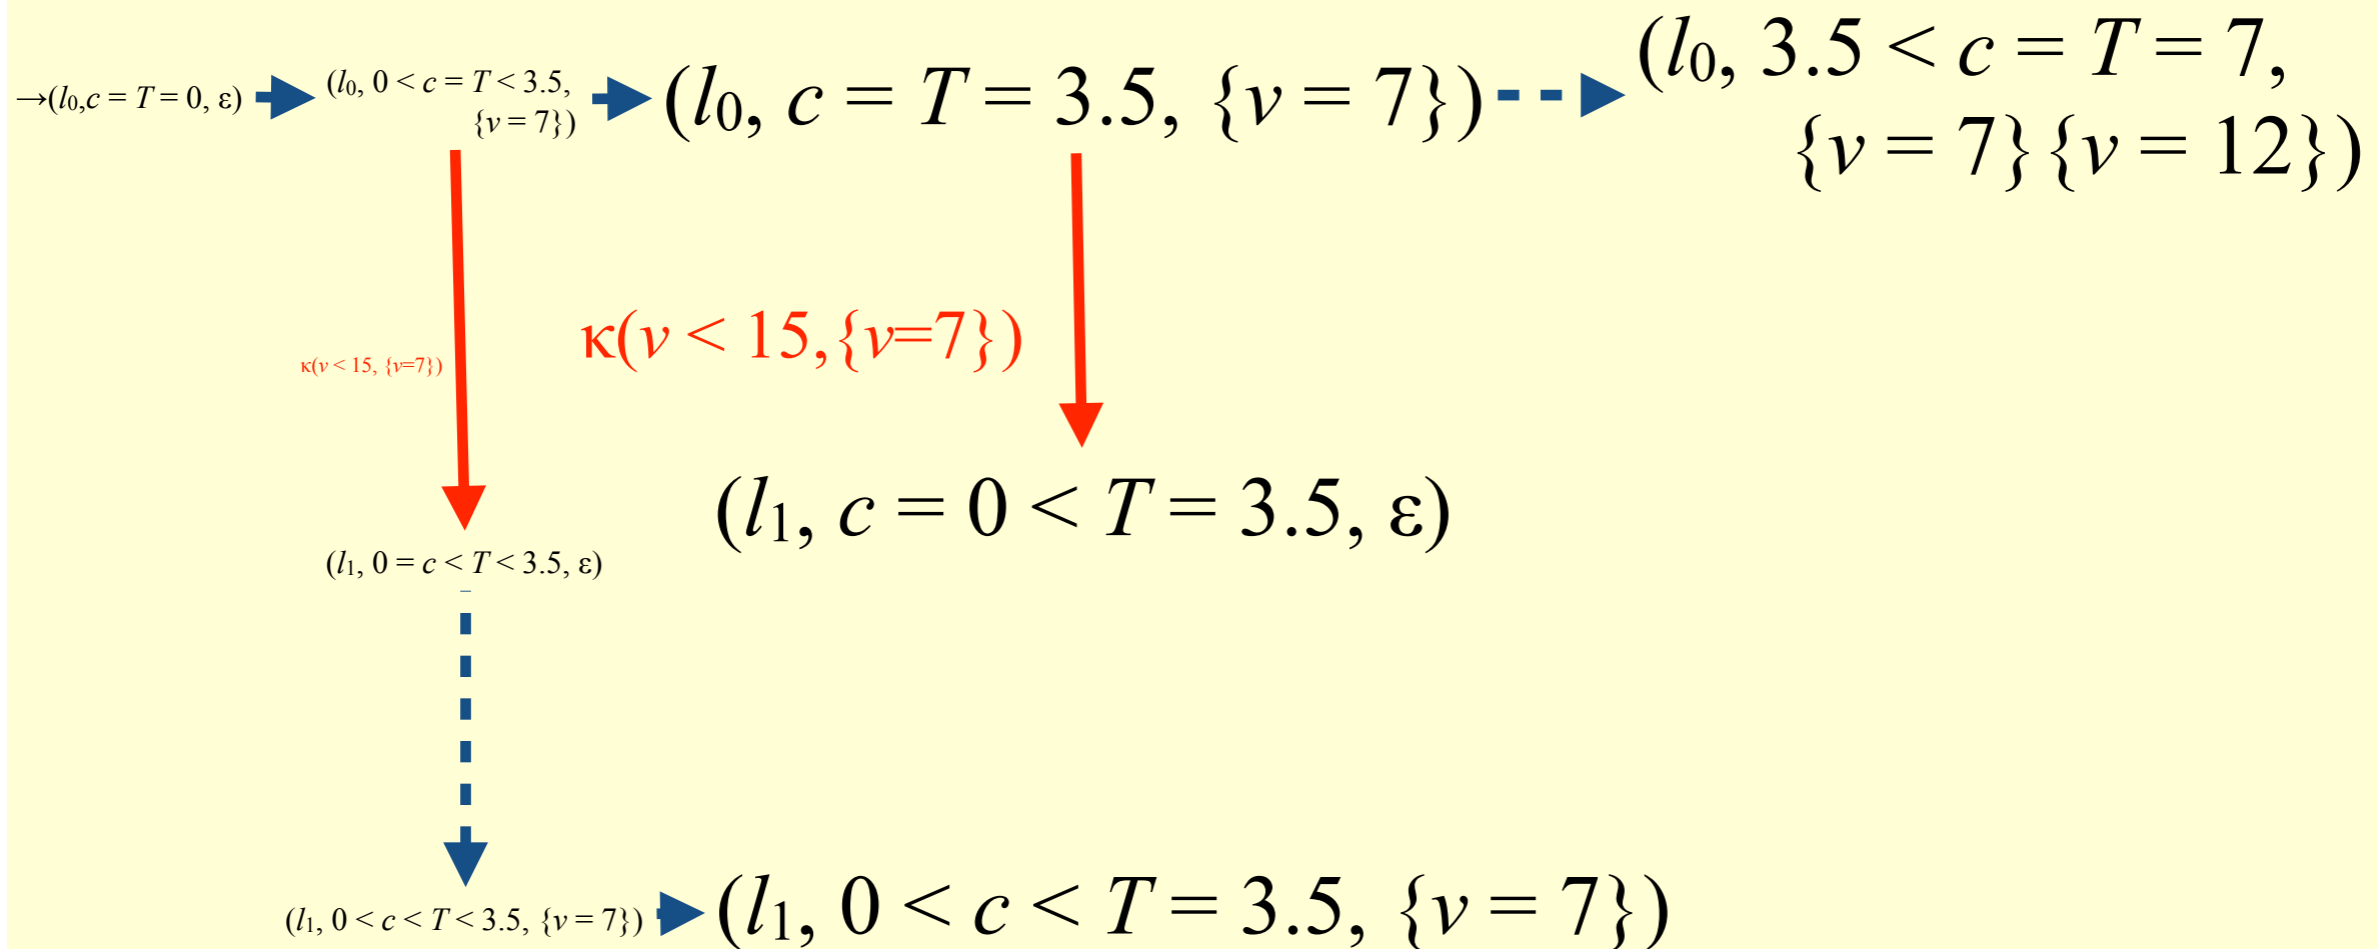 →(l₀,c = T = 0, ε)
(l₀, 0 < c = T < 3.5,
{v = 7})
(l₀, c = T = 3.5, {v = 7})
(l₀, 3.5 < c = T = 7,
{v = 7}{v = 12})
κ(v < 15, {v=7})
κ(v < 15,{v=7})
(l₁, c = 0 < T = 3.5, ε)
(l₁, 0 = c < T < 3.5, ε)
(l₁, 0 < c < T < 3.5, {v = 7})
(l₁, 0 < c < T = 3.5, {v = 7})